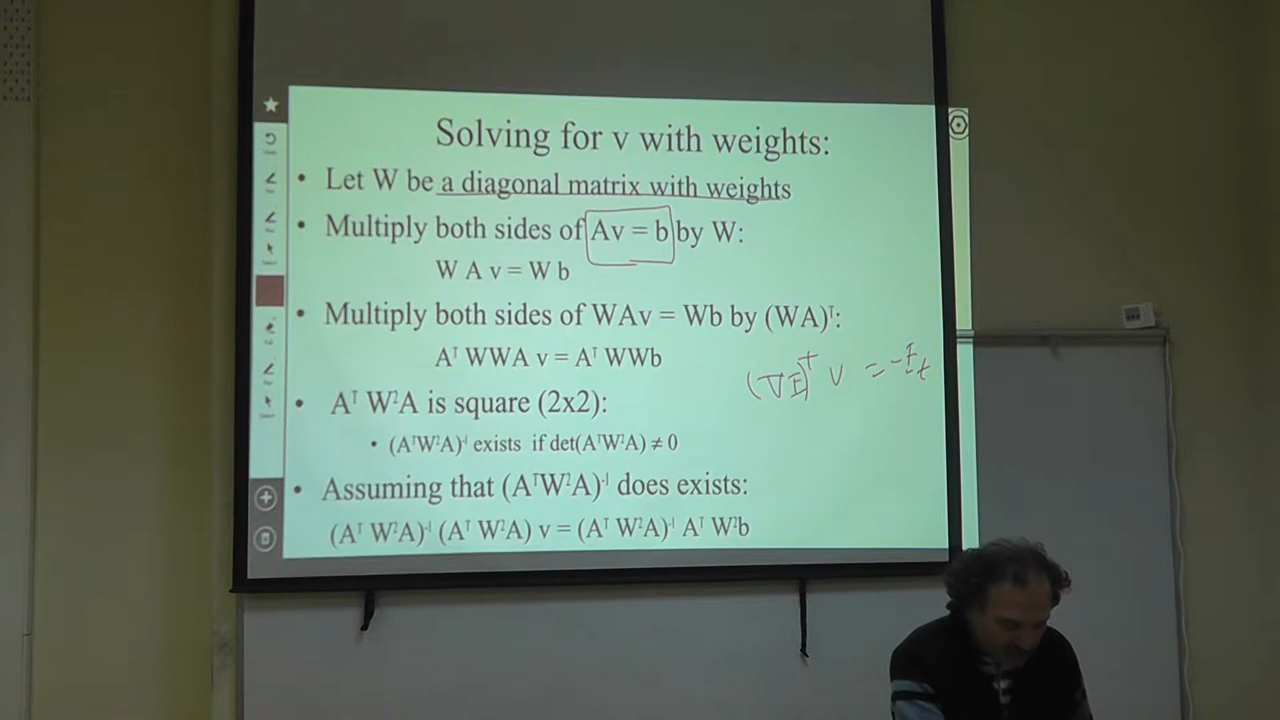 Solving for v with weights:
• Let W be a diagonal matrix with weights
• Multiply both sides of Av = b by W:
W A v = W b
• Multiply both sides of WAv = Wb by (WA)ᵀ:
Aᵀ WWA v = Aᵀ WWb
(∇I)ᵀ v = -Iₜ
• Aᵀ W²A is square (2x2):
• (AᵀW²A)⁻¹ exists if det(AᵀW²A) ≠ 0
• Assuming that (AᵀW²A)⁻¹ does exists:
(Aᵀ W²A)⁻¹ (Aᵀ W²A) v = (Aᵀ W²A)⁻¹ Aᵀ W²b